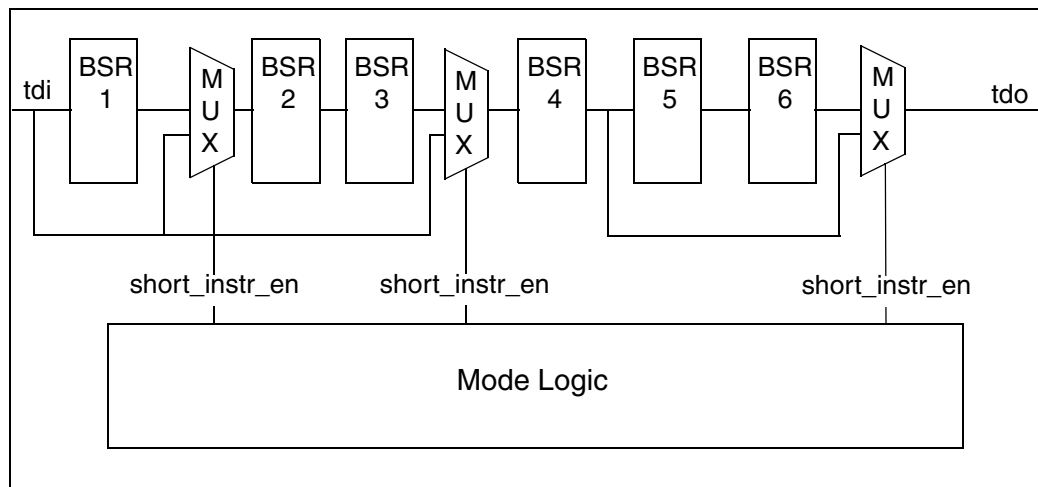 tdi
BSR
1
M
U
X
BSR
2
BSR
3
M
U
X
BSR
4
BSR
5
BSR
6
M
U
X
tdo
short_instr_en
short_instr_en
short_instr_en
Mode Logic